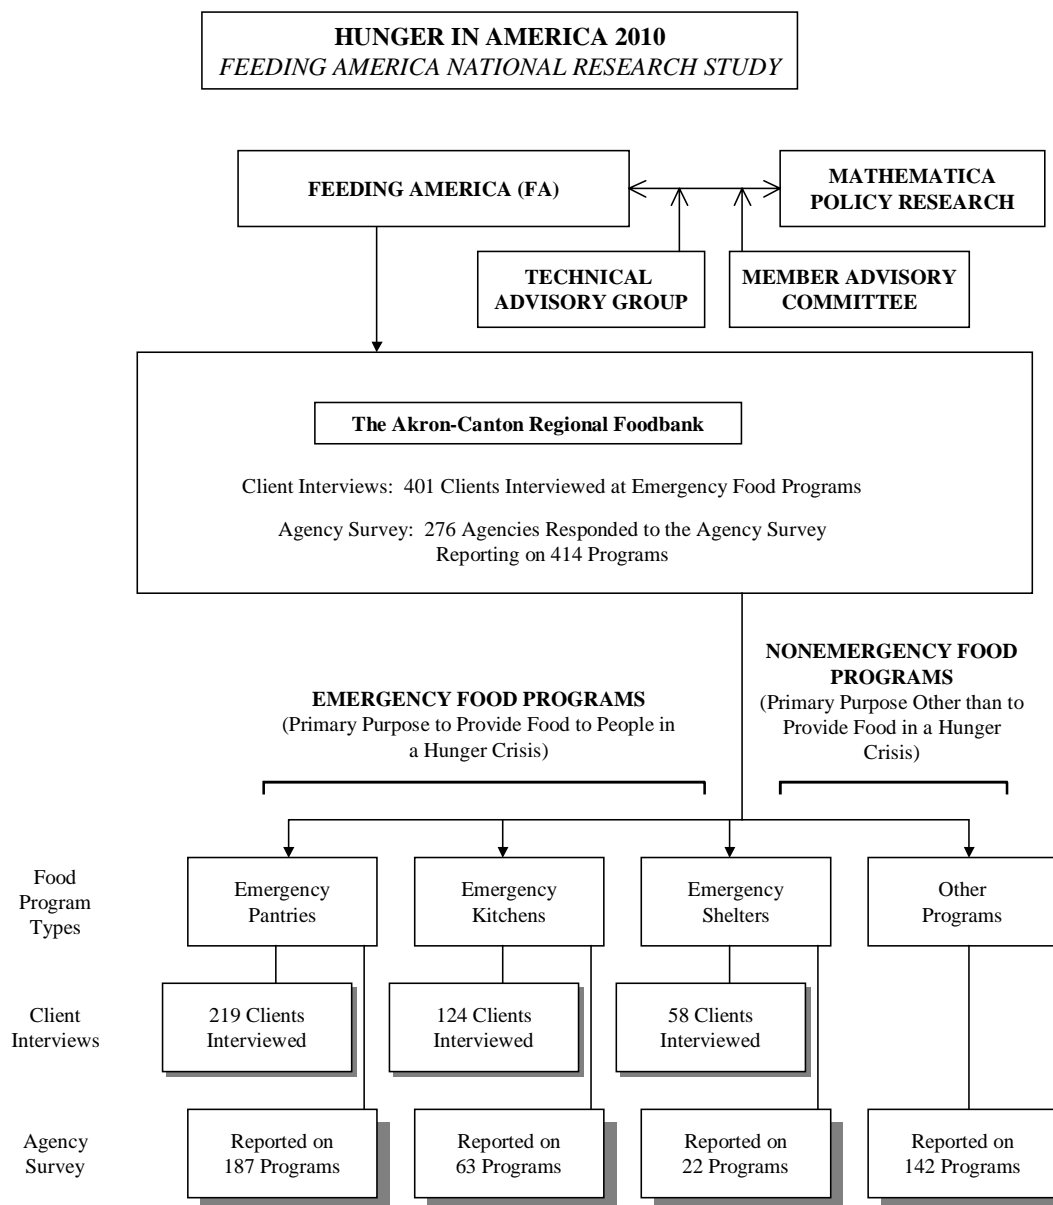 HUNGER IN AMERICA 2010
FEEDING AMERICA NATIONAL RESEARCH STUDY
FEEDING AMERICA (FA)
MATHEMATICA
POLICY RESEARCH
TECHNICAL
ADVISORY GROUP
MEMBER ADVISORY
COMMITTEE
The Akron-Canton Regional Foodbank
Client Interviews:  401 Clients Interviewed at Emergency Food Programs
Agency Survey:  276 Agencies Responded to the Agency Survey
Reporting on 414 Programs
EMERGENCY FOOD PROGRAMS
(Primary Purpose to Provide Food to People in
a Hunger Crisis)
NONEMERGENCY FOOD
PROGRAMS
(Primary Purpose Other than to
Provide Food in a Hunger
Crisis)
Food
Program
Types
Emergency
Pantries
Emergency
Kitchens
Emergency
Shelters
Other
Programs
Client
Interviews
219 Clients
Interviewed
124 Clients
Interviewed
58 Clients
Interviewed
Agency
Survey
Reported on
187 Programs
Reported on
63 Programs
Reported on
22 Programs
Reported on
142 Programs